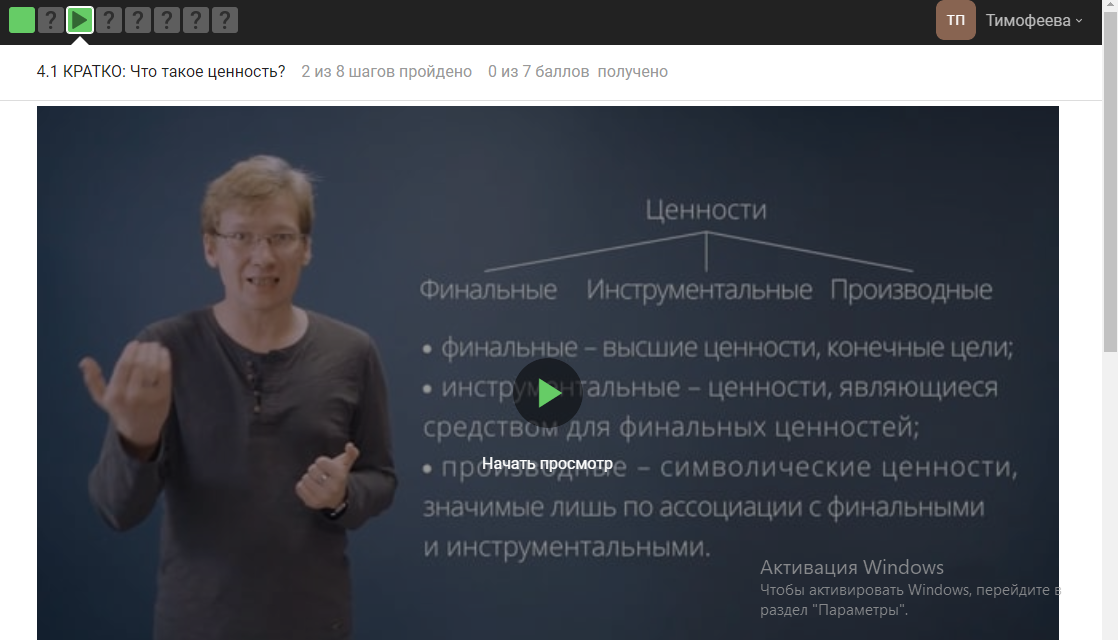 ? ? ? ? ? ?
ТП Тимофеева
4.1 КРАТКО: Что такое ценность? 2 из 8 шагов пройдено 0 из 7 баллов получено
Ценности
Финальные Инструментальные Производные
• финальные – высшие ценности, конечные цели;
• инструментальные – ценности, являющиеся
средством для финальных ценностей;
Начать просмотр
• производные – символические ценности,
значимые лишь по ассоциации с финальными
и инструментальными.
Активация Windows
Чтобы активировать Windows, перейдите в
раздел "Параметры".